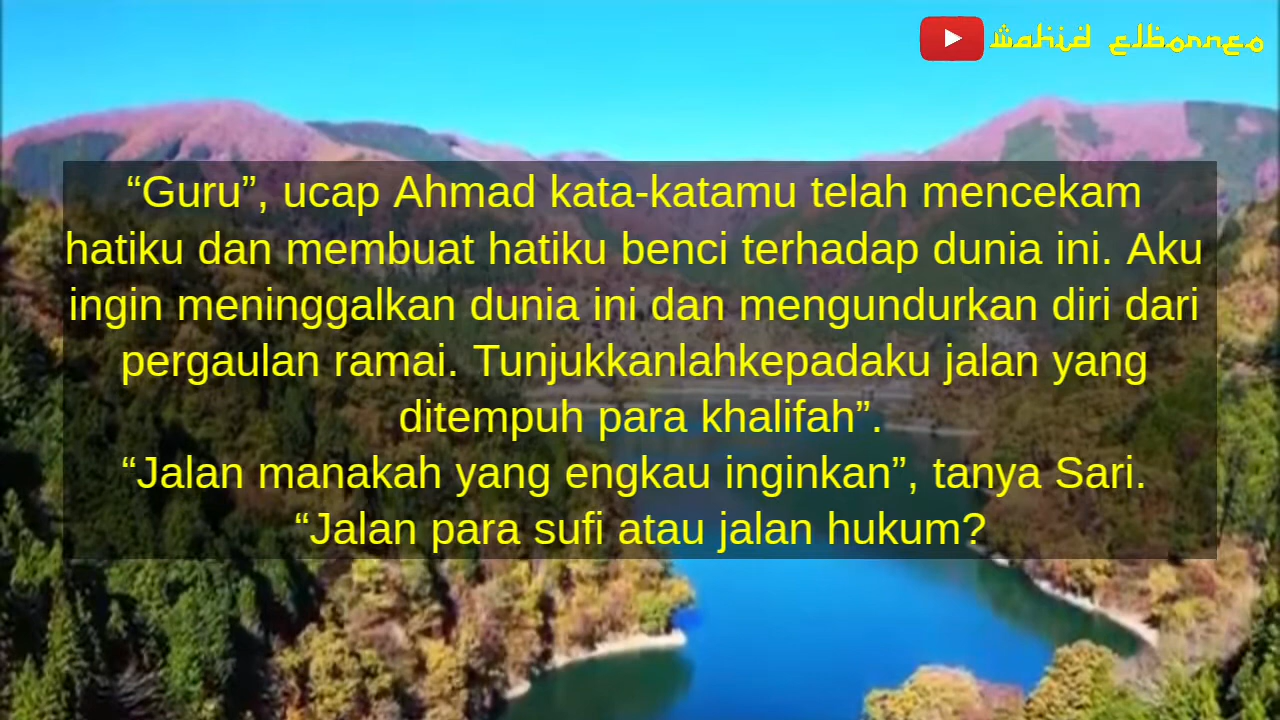 Wahid elborneo
“Guru”, ucap Ahmad kata-katamu telah mencekam
hatiku dan membuat hatiku benci terhadap dunia ini. Aku
ingin meninggalkan dunia ini dan mengundurkan diri dari
pergaulan ramai. Tunjukkanlahkepadaku jalan yang
ditempuh para khalifah”.
“Jalan manakah yang engkau inginkan”, tanya Sari.
“Jalan para sufi atau jalan hukum?